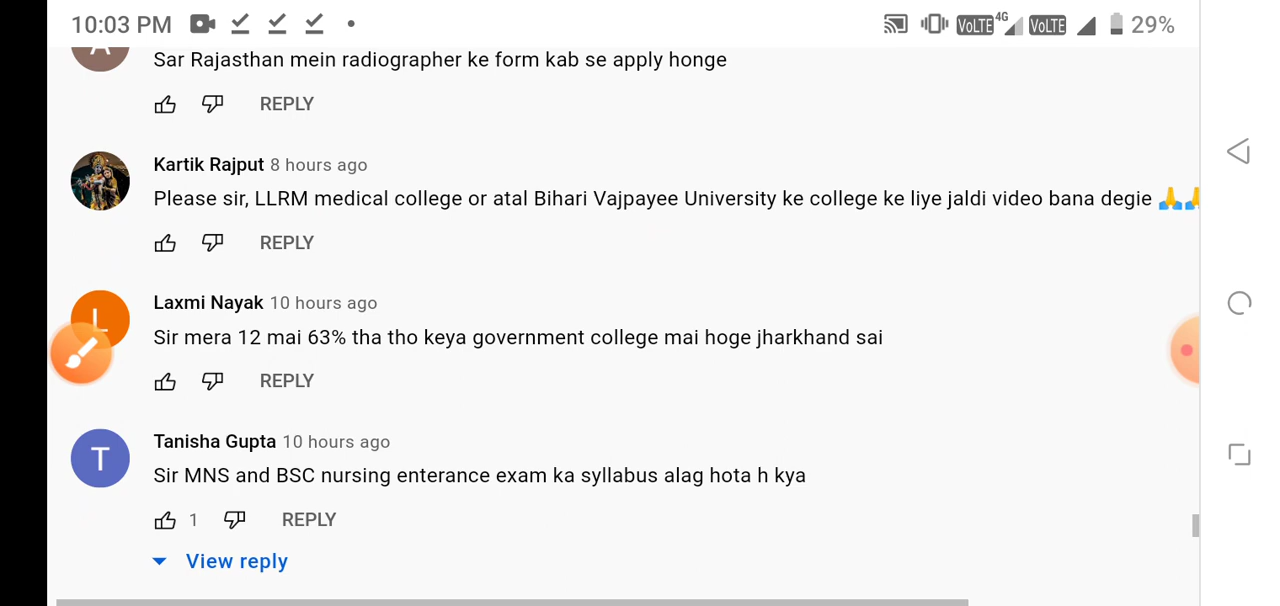 10:03 PM VoLTE 4G VoLTE 29%
Sar Rajasthan mein radiographer ke form kab se apply honge
REPLY
Kartik Rajput 8 hours ago
Please sir, LLRM medical college or atal Bihari Vajpayee University ke college ke liye jaldi video bana degie 🙏🙏
REPLY
L
Laxmi Nayak 10 hours ago
Sir mera 12 mai 63% tha tho keya government college mai hoge jharkhand sai
REPLY
T
Tanisha Gupta 10 hours ago
Sir MNS and BSC nursing enterance exam ka syllabus alag hota h kya
1 REPLY
View reply